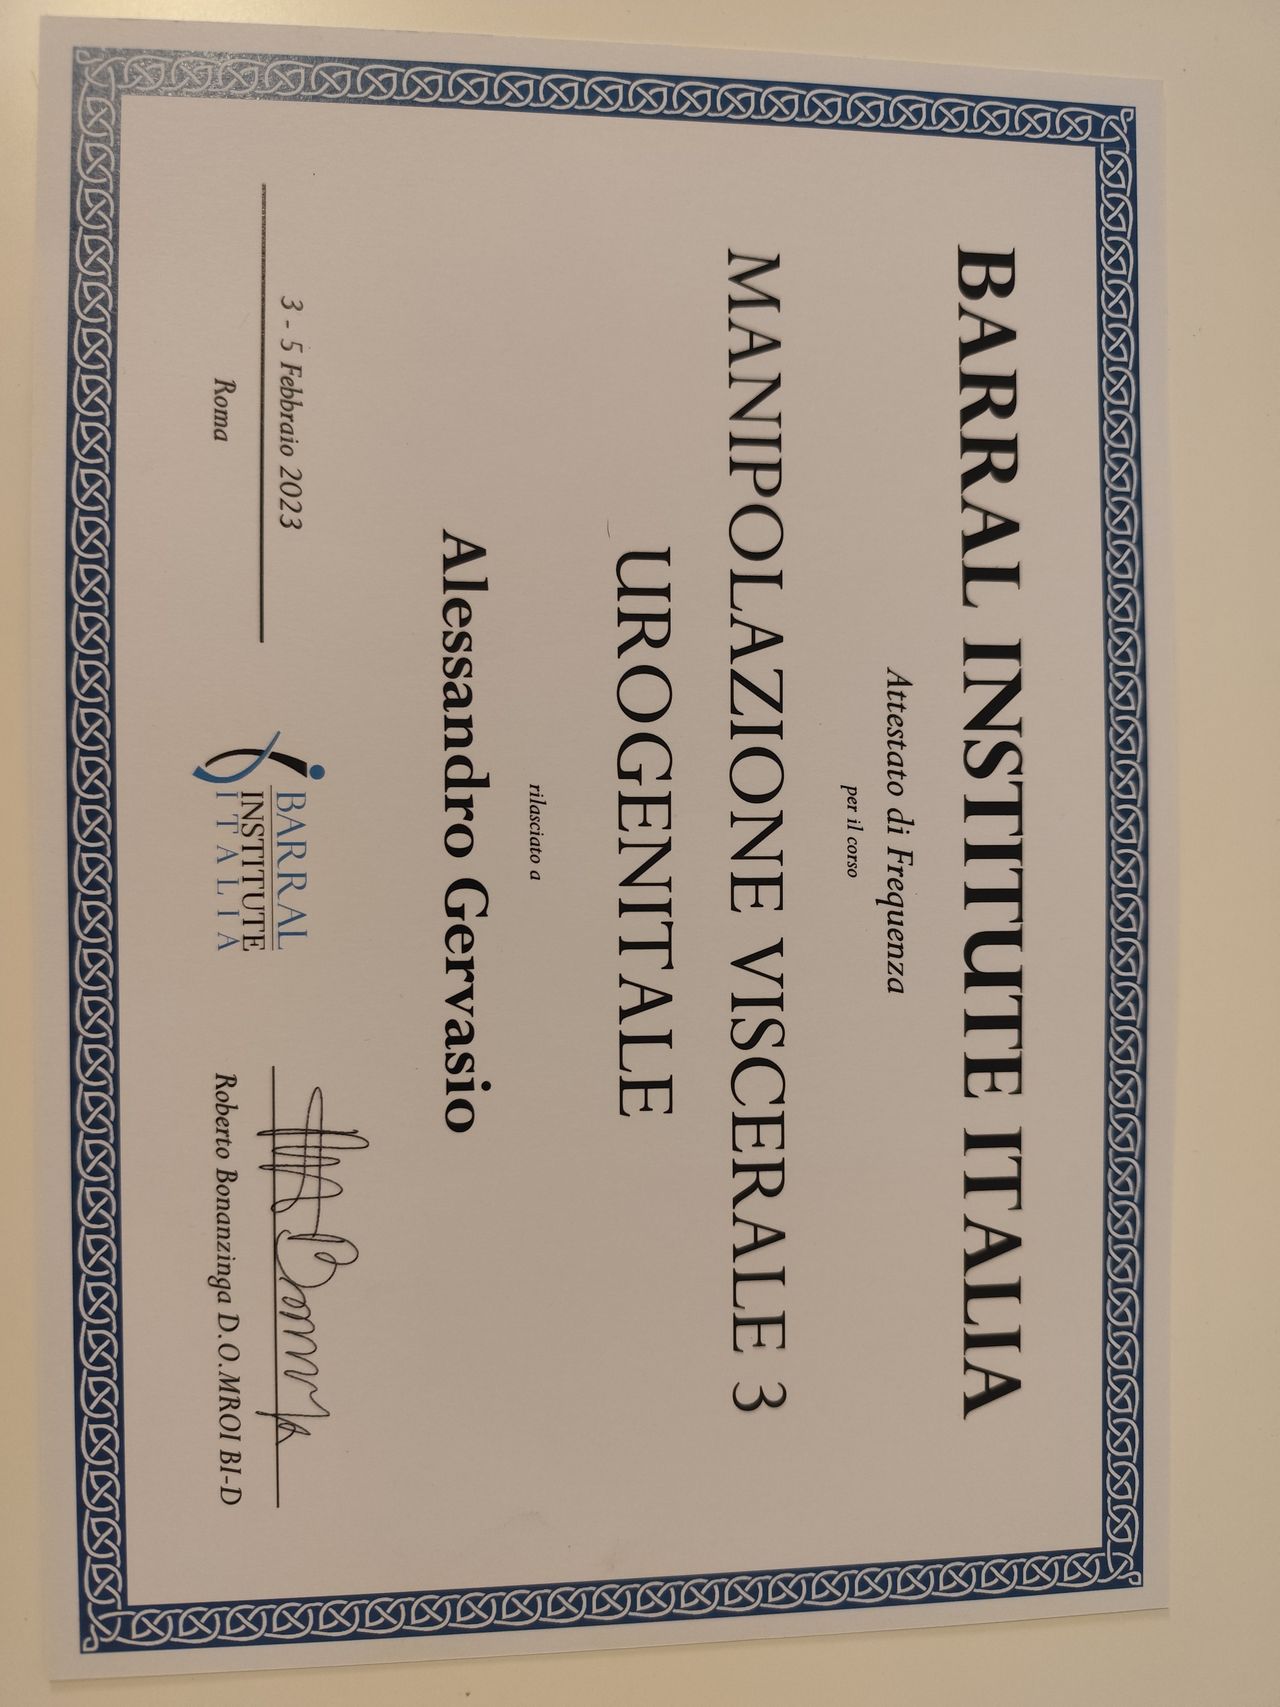 BARRAL INSTITUTE ITALIA
Attestato di Frequenza
per il corso
MANIPOLAZIONE VISCERALE 3
UROGENITALE
rilasciato a
Alessandro Gervasio
3 - 5 Febbraio 2023
Roma
BARRAL
INSTITUTE
ITALIA
Roberto Bonanzinga D.O.MROI BI-D